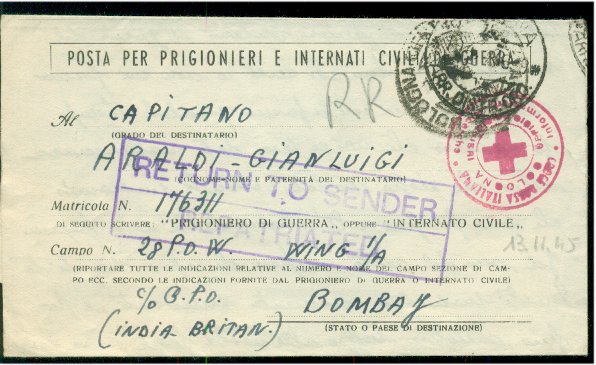 POSTA PER PRIGIONIERI E INTERNATI CIVILI DI GUERRA
RR
Al CAPITANO
(GRADO DEL DESTINATARIO)
ARALDI - GIANLUIGI
(COGNOME-NOME E PATERNITÀ DEL DESTINATARIO)
RETURN TO SENDER
REPATRIATED
CROCE ROSSA ITALIANA
Matricola N. 176311
DI SEGUITO SCRIVERE: "PRIGIONIERO DI GUERRA„ OPPURE "INTERNATO CIVILE„
Campo N. 28 P.O.W. WING 1/A
13.11.45
(RIPORTARE TUTTE LE INDICAZIONI RELATIVE AL NUMERO E NOME DEL CAMPO SEZIONE DI CAM-
PO ECC. SECONDO LE INDICAZIONI FORNITE DAL PRIGIONIERO DI GUERRA O INTERNATO CIVILE)
c/o G.P.O. BOMBAY
(INDIA BRITAN.) (STATO O PAESE DI DESTINAZIONE)